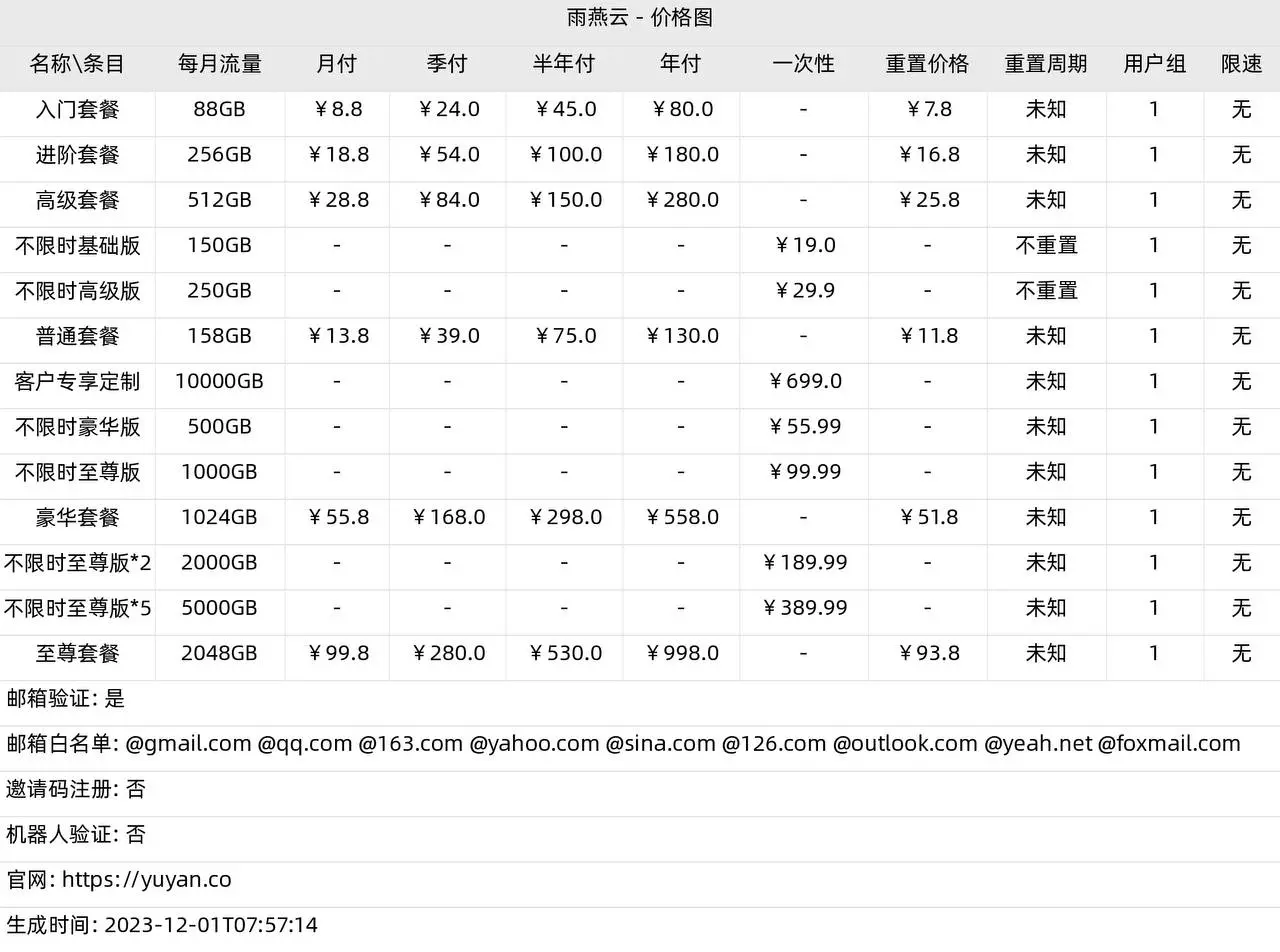 雨燕云 - 价格图
名称\条目 每月流量 月付 季付 半年付 年付 一次性 重置价格 重置周期 用户组 限速
入门套餐 88GB ￥8.8 ￥24.0 ￥45.0 ￥80.0 - ￥7.8 未知 1 无
进阶套餐 256GB ￥18.8 ￥54.0 ￥100.0 ￥180.0 - ￥16.8 未知 1 无
高级套餐 512GB ￥28.8 ￥84.0 ￥150.0 ￥280.0 - ￥25.8 未知 1 无
不限时基础版 150GB - - - - ￥19.0 - 不重置 1 无
不限时高级版 250GB - - - - ￥29.9 - 不重置 1 无
普通套餐 158GB ￥13.8 ￥39.0 ￥75.0 ￥130.0 - ￥11.8 未知 1 无
客户专享定制 10000GB - - - - ￥699.0 - 未知 1 无
不限时豪华版 500GB - - - - ￥55.99 - 未知 1 无
不限时至尊版 1000GB - - - - ￥99.99 - 未知 1 无
豪华套餐 1024GB ￥55.8 ￥168.0 ￥298.0 ￥558.0 - ￥51.8 未知 1 无
不限时至尊版*2 2000GB - - - - ￥189.99 - 未知 1 无
不限时至尊版*5 5000GB - - - - ￥389.99 - 未知 1 无
至尊套餐 2048GB ￥99.8 ￥280.0 ￥530.0 ￥998.0 - ￥93.8 未知 1 无
邮箱验证: 是
邮箱白名单: @gmail.com @qq.com @163.com @yahoo.com @sina.com @126.com @outlook.com @yeah.net @foxmail.com
邀请码注册: 否
机器人验证: 否
官网: https://yuyan.co
生成时间: 2023-12-01T07:57:14